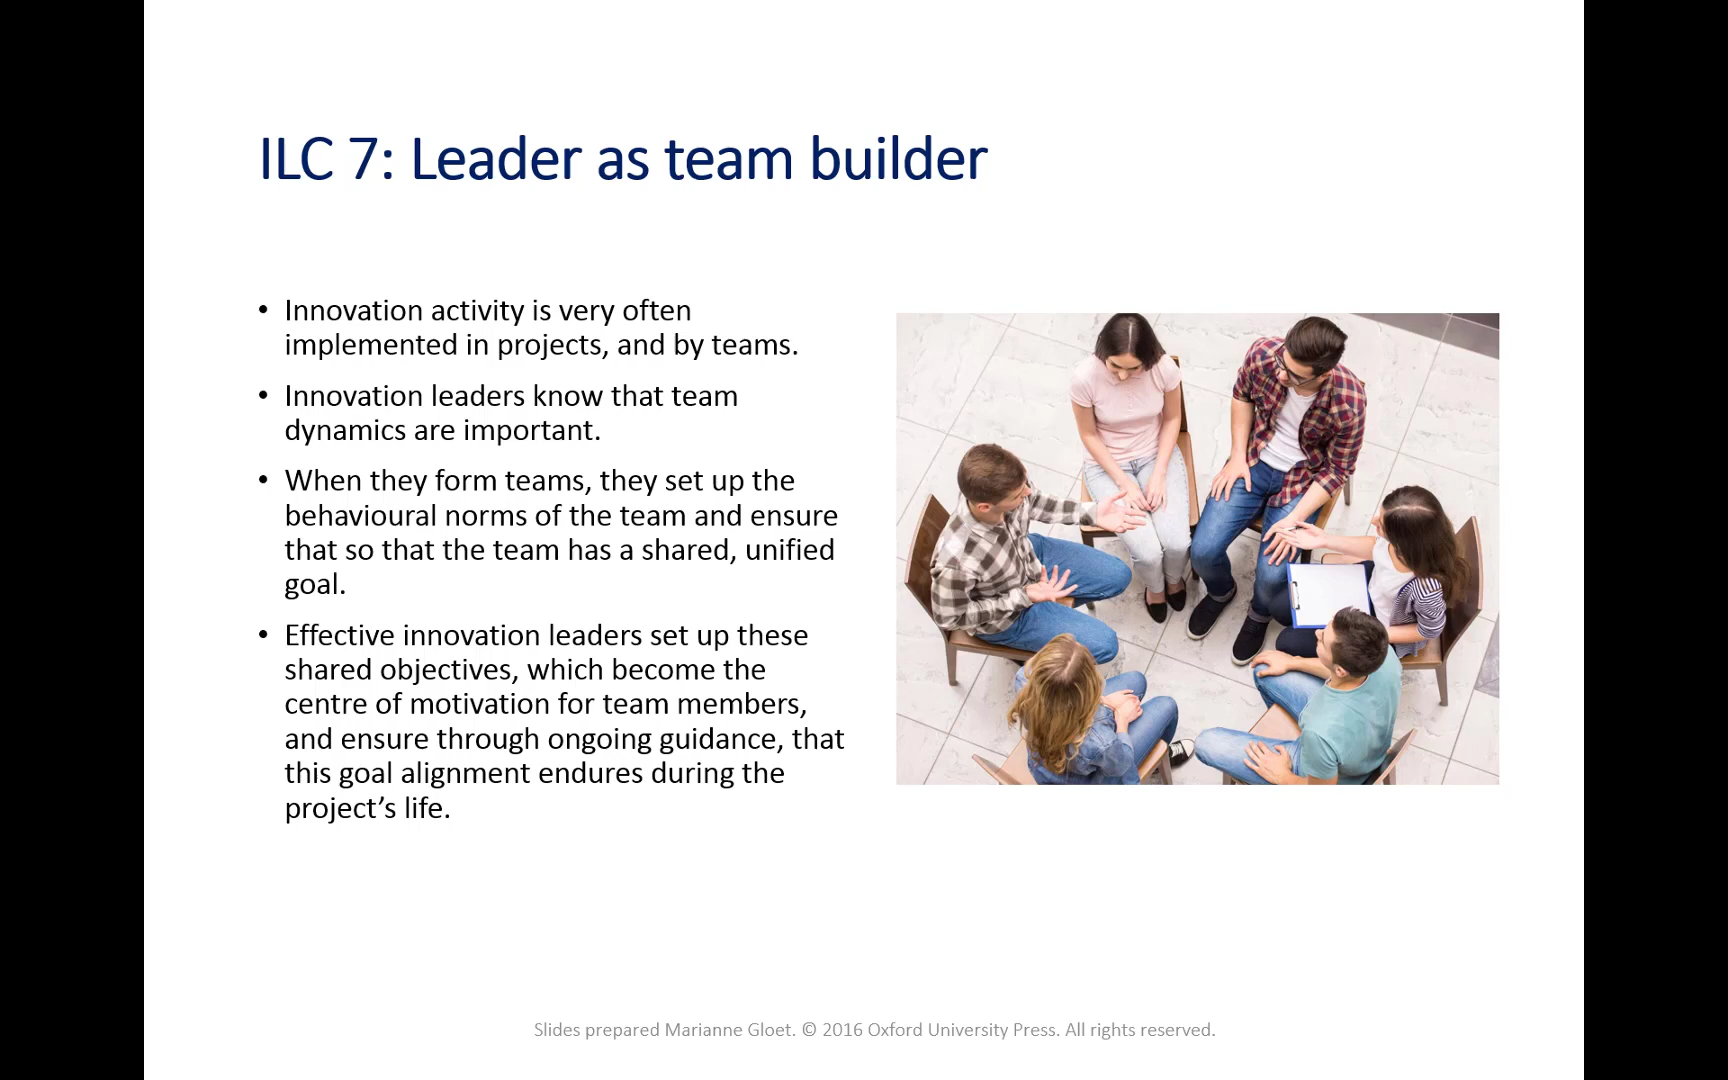 ILC 7: Leader as team builder
• Innovation activity is very often
implemented in projects, and by teams.
• Innovation leaders know that team
dynamics are important.
• When they form teams, they set up the
behavioural norms of the team and ensure
that so that the team has a shared, unified
goal.
• Effective innovation leaders set up these
shared objectives, which become the
centre of motivation for team members,
and ensure through ongoing guidance, that
this goal alignment endures during the
project’s life.
Slides prepared Marianne Gloet. © 2016 Oxford University Press. All rights reserved.